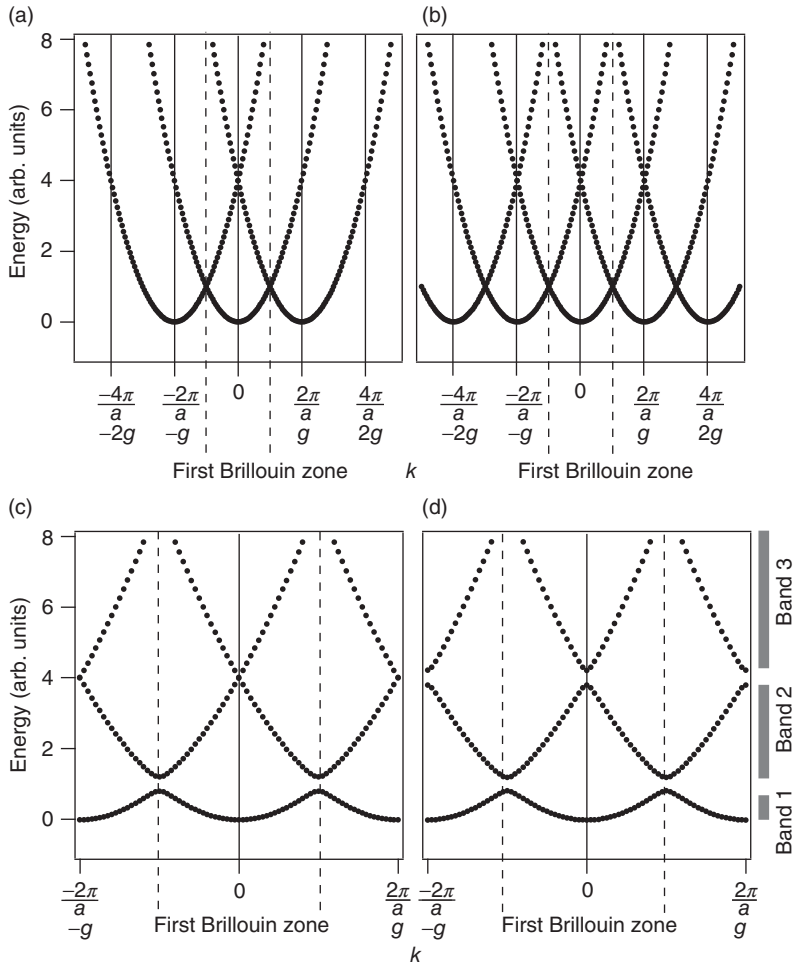 (a)
(b)
Energy (arb. units)
8
6
4
2
0
−4π
a
−2g
−2π
a
−g
0
2π
a
g
4π
a
2g
−4π
a
−2g
−2π
a
−g
0
2π
a
g
4π
a
2g
First Brillouin zone
k
First Brillouin zone
(c)
(d)
Energy (arb. units)
8
6
4
2
0
Band 3
Band 2
Band 1
−2π
a
−g
0
2π
a
g
−2π
a
−g
0
2π
a
g
First Brillouin zone
First Brillouin zone
k